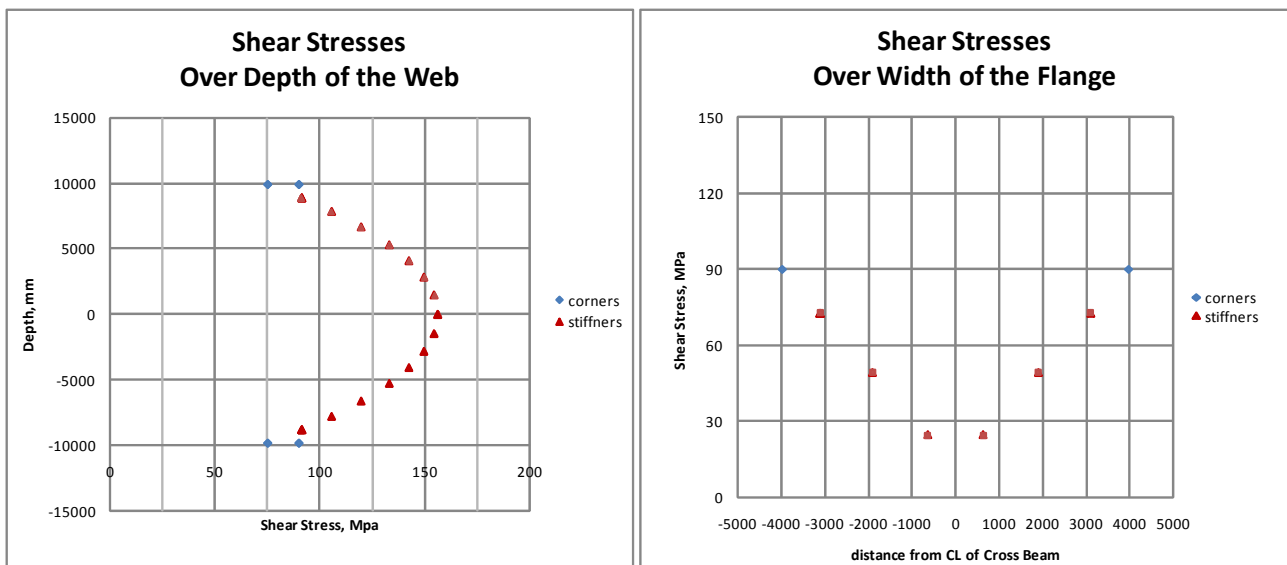 Shear Stresses
Over Depth of the Web
15000
10000
5000
0
-5000
-10000
-15000
Depth,mm
0 50 100 150 200
Shear Stress, Mpa
corners
stiffners
Shear Stresses
Over Width of the Flange
150
120
90
60
30
0
Shear Stress, MPa
-5000 -4000 -3000 -2000 -1000 0 1000 2000 3000 4000 5000
distance from CL of Cross Beam
corners
stiffners